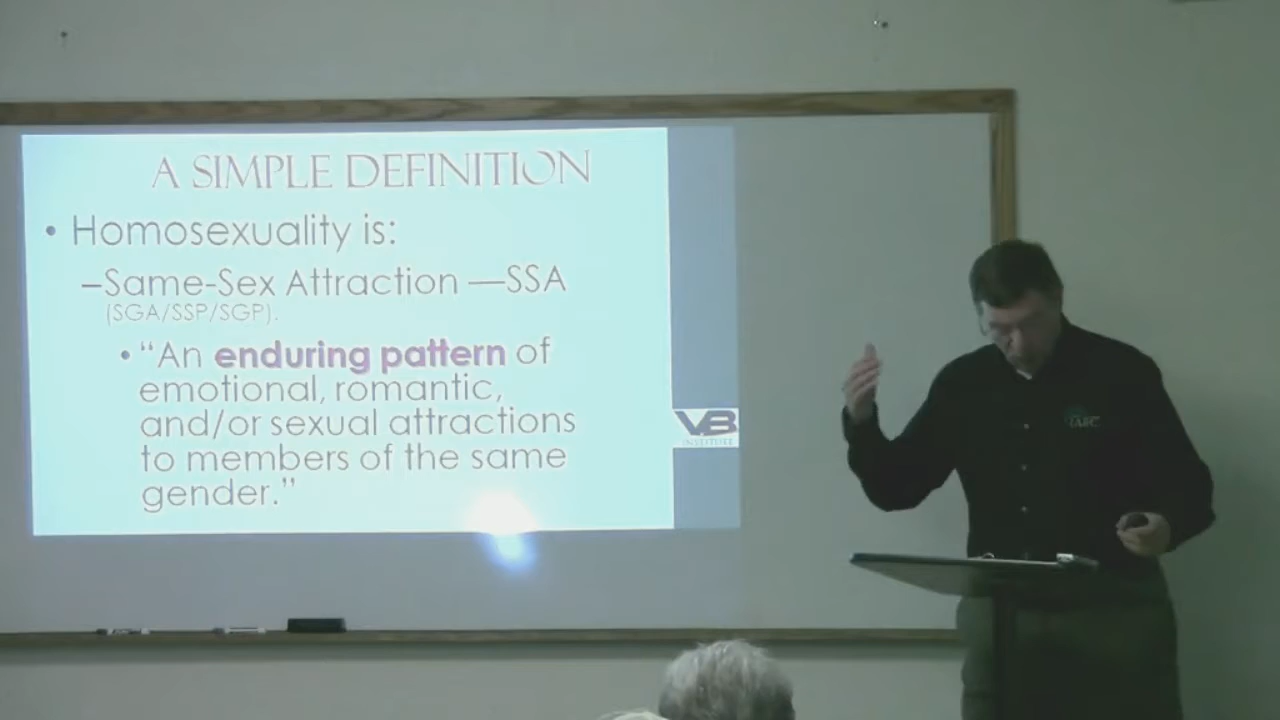 A SIMPLE DEFINITION
• Homosexuality is:
–Same-Sex Attraction —SSA
(SGA/SSP/SGP).
• “An enduring pattern of
emotional, romantic,
and/or sexual attractions
to members of the same
gender.”
VB
INSTITUTE